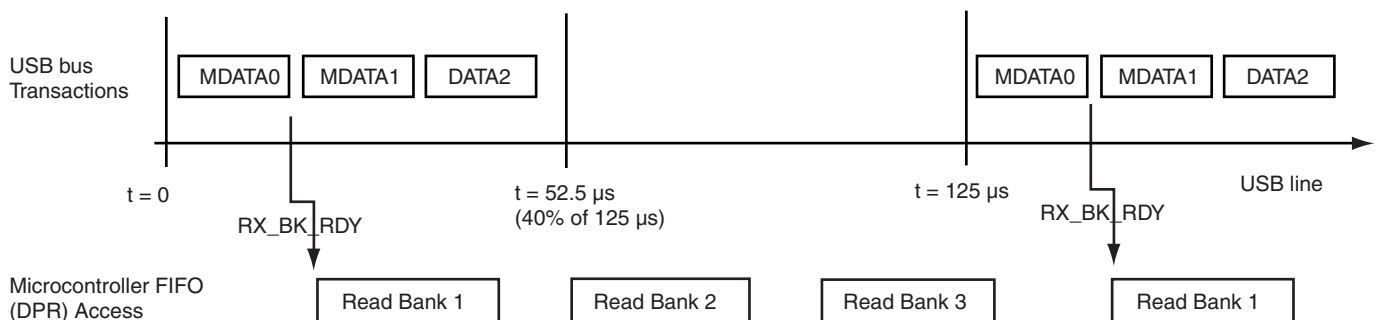 USB bus
Transactions
MDATA0
MDATA1
DATA2
MDATA0
MDATA1
DATA2
t = 0
t = 52.5 µs
(40% of 125 µs)
t = 125 µs
USB line
RX_BK_RDY
RX_BK_RDY
Microcontroller FIFO
(DPR) Access
Read Bank 1
Read Bank 2
Read Bank 3
Read Bank 1